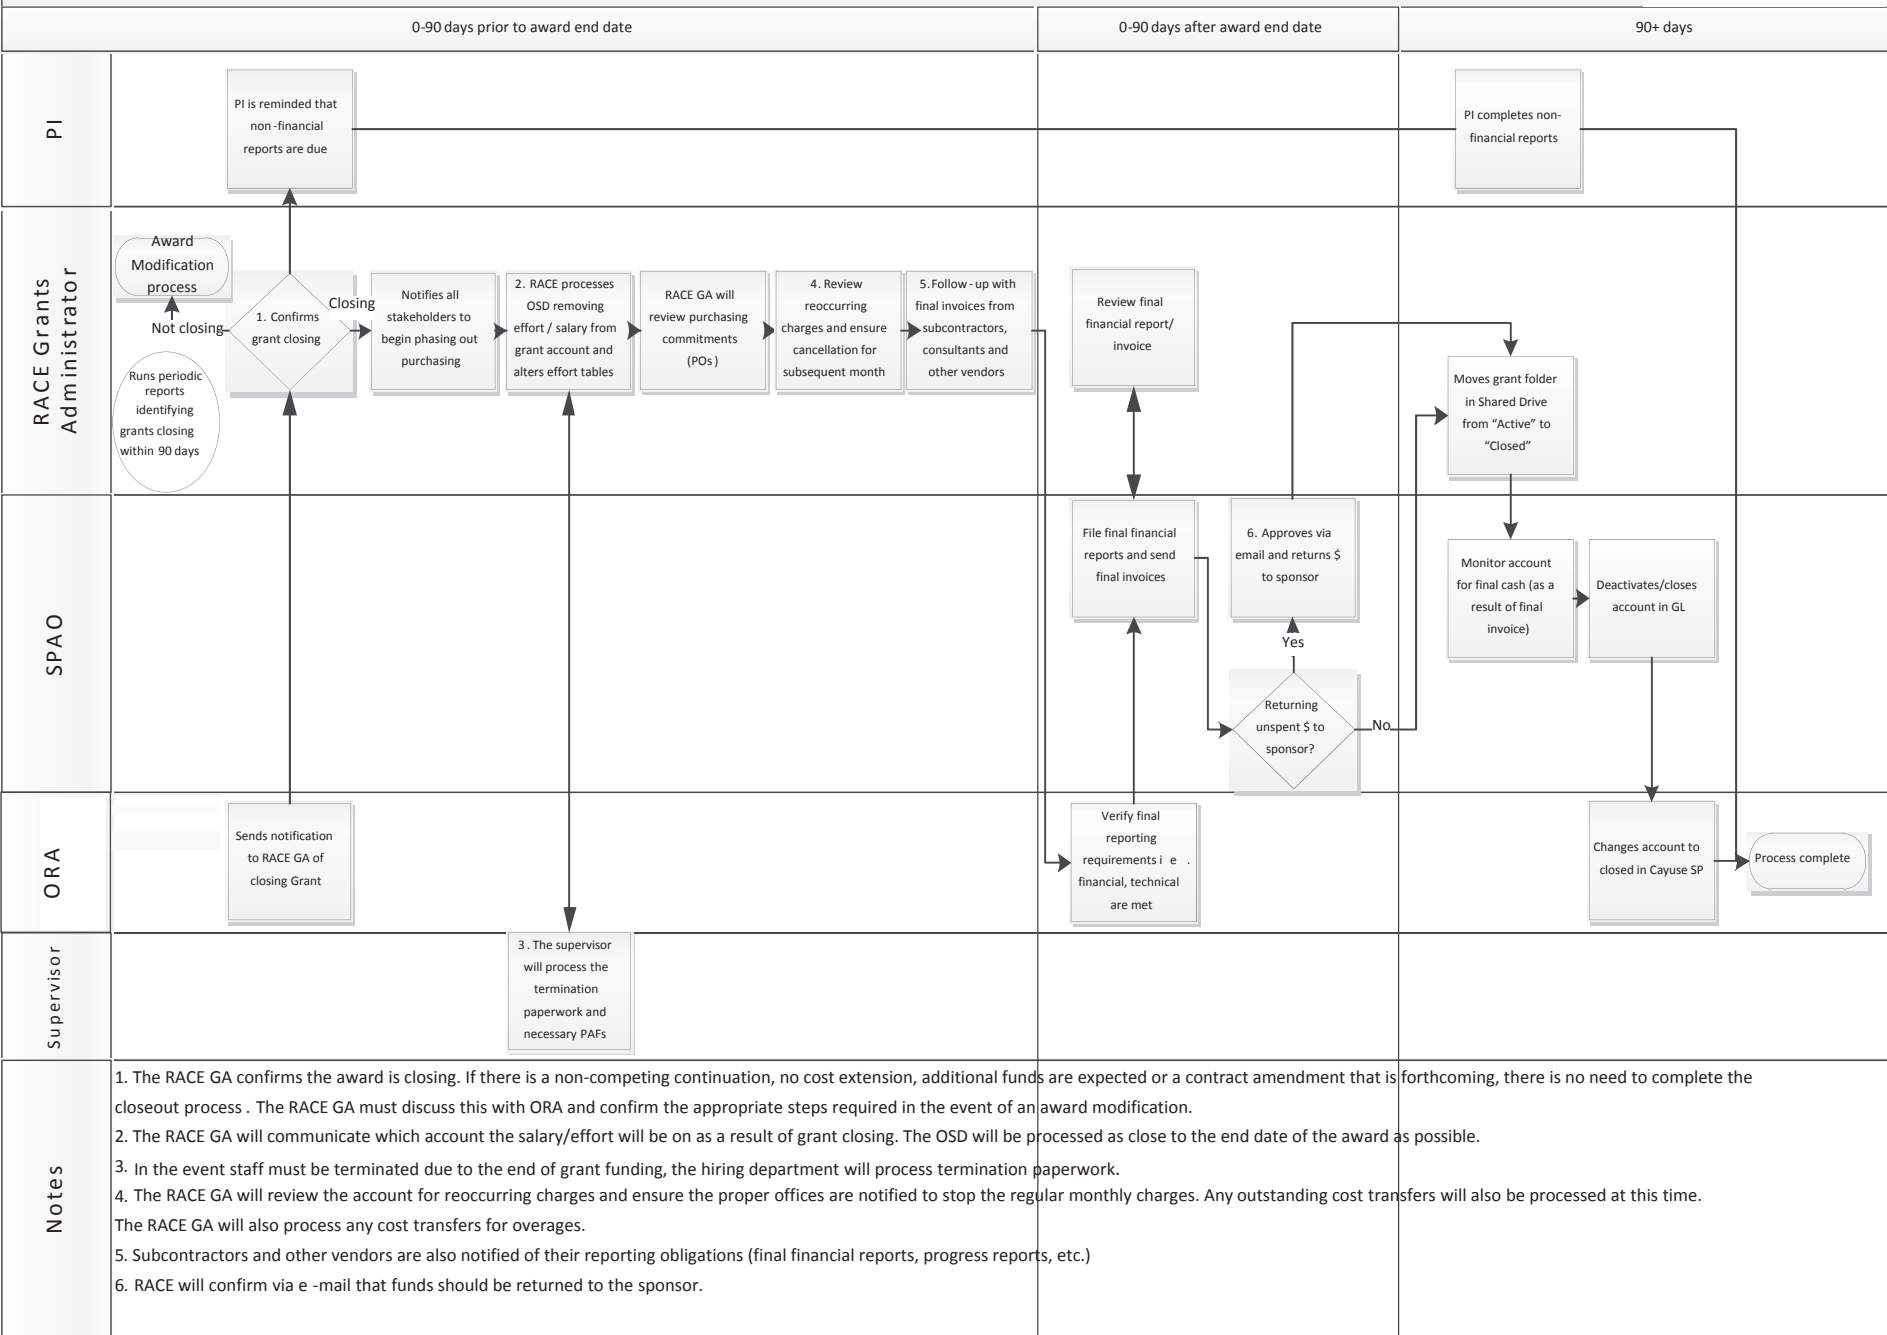 0-90 days prior to award end date
0-90 days after award end date
90+ days
PI
PI is reminded that
non-financial
reports are due
PI completes non-
financial reports
RACE Grants
Administrator
Award
Modification
process
Not closing
Runs periodic
reports
identifying
grants closing
within 90 days
1. Confirms
grant closing
Closing
Notifies all
stakeholders to
begin phasing out
purchasing
2. RACE processes
OSD removing
effort / salary from
grant account and
alters effort tables
RACE GA will
review purchasing
commitments
(POs)
4. Review
reoccurring
charges and ensure
cancellation for
subsequent month
5. Follow-up with
final invoices from
subcontractors,
consultants and
other vendors
Review final
financial report/
invoice
Moves grant folder
in Shared Drive
from “Active” to
“Closed”
SPAO
File final financial
reports and send
final invoices
6. Approves via
email and returns $
to sponsor
Yes
Returning
unspent $ to
sponsor?
No
Monitor account
for final cash (as a
result of final
invoice)
Deactivates/closes
account in GL
ORA
Sends notification
to RACE GA of
closing Grant
Verify final
reporting
requirements i e .
financial, technical
are met
Changes account to
closed in Cayuse SP
Process complete
Supervisor
3. The supervisor
will process the
termination
paperwork and
necessary PAFs
Notes
1. The RACE GA confirms the award is closing. If there is a non-competing continuation, no cost extension, additional funds are expected or a contract amendment that is forthcoming, there is no need to complete the
closeout process . The RACE GA must discuss this with ORA and confirm the appropriate steps required in the event of an award modification.
2. The RACE GA will communicate which account the salary/effort will be on as a result of grant closing. The OSD will be processed as close to the end date of the award as possible.
3. In the event staff must be terminated due to the end of grant funding, the hiring department will process termination paperwork.
4. The RACE GA will review the account for reoccurring charges and ensure the proper offices are notified to stop the regular monthly charges. Any outstanding cost transfers will also be processed at this time.
The RACE GA will also process any cost transfers for overages.
5. Subcontractors and other vendors are also notified of their reporting obligations (final financial reports, progress reports, etc.)
6. RACE will confirm via e -mail that funds should be returned to the sponsor.